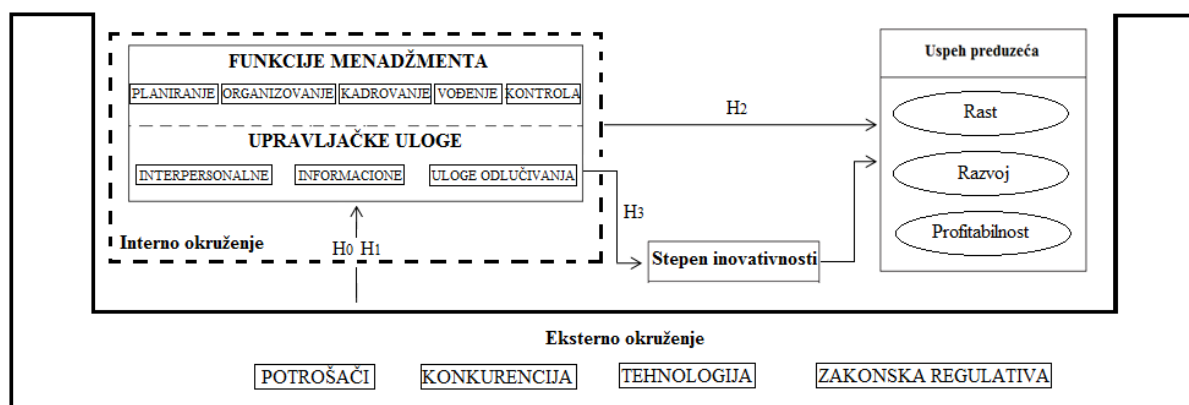 FUNKCIJE MENADŽMENTA
PLANIRANJE ORGANIZOVANJE KADROVANJE VOĐENJE KONTROLA
UPRAVLJAČKE ULOGE
INTERPERSONALNE INFORMACIONE ULOGE ODLUČIVANJA
Interno okruženje
H0 H1
H2
H3
Stepen inovativnosti
Uspeh preduzeća
Rast
Razvoj
Profitabilnost
Eksterno okruženje
POTROŠAČI KONKURENCIJA TEHNOLOGIJA ZAKONSKA REGULATIVA